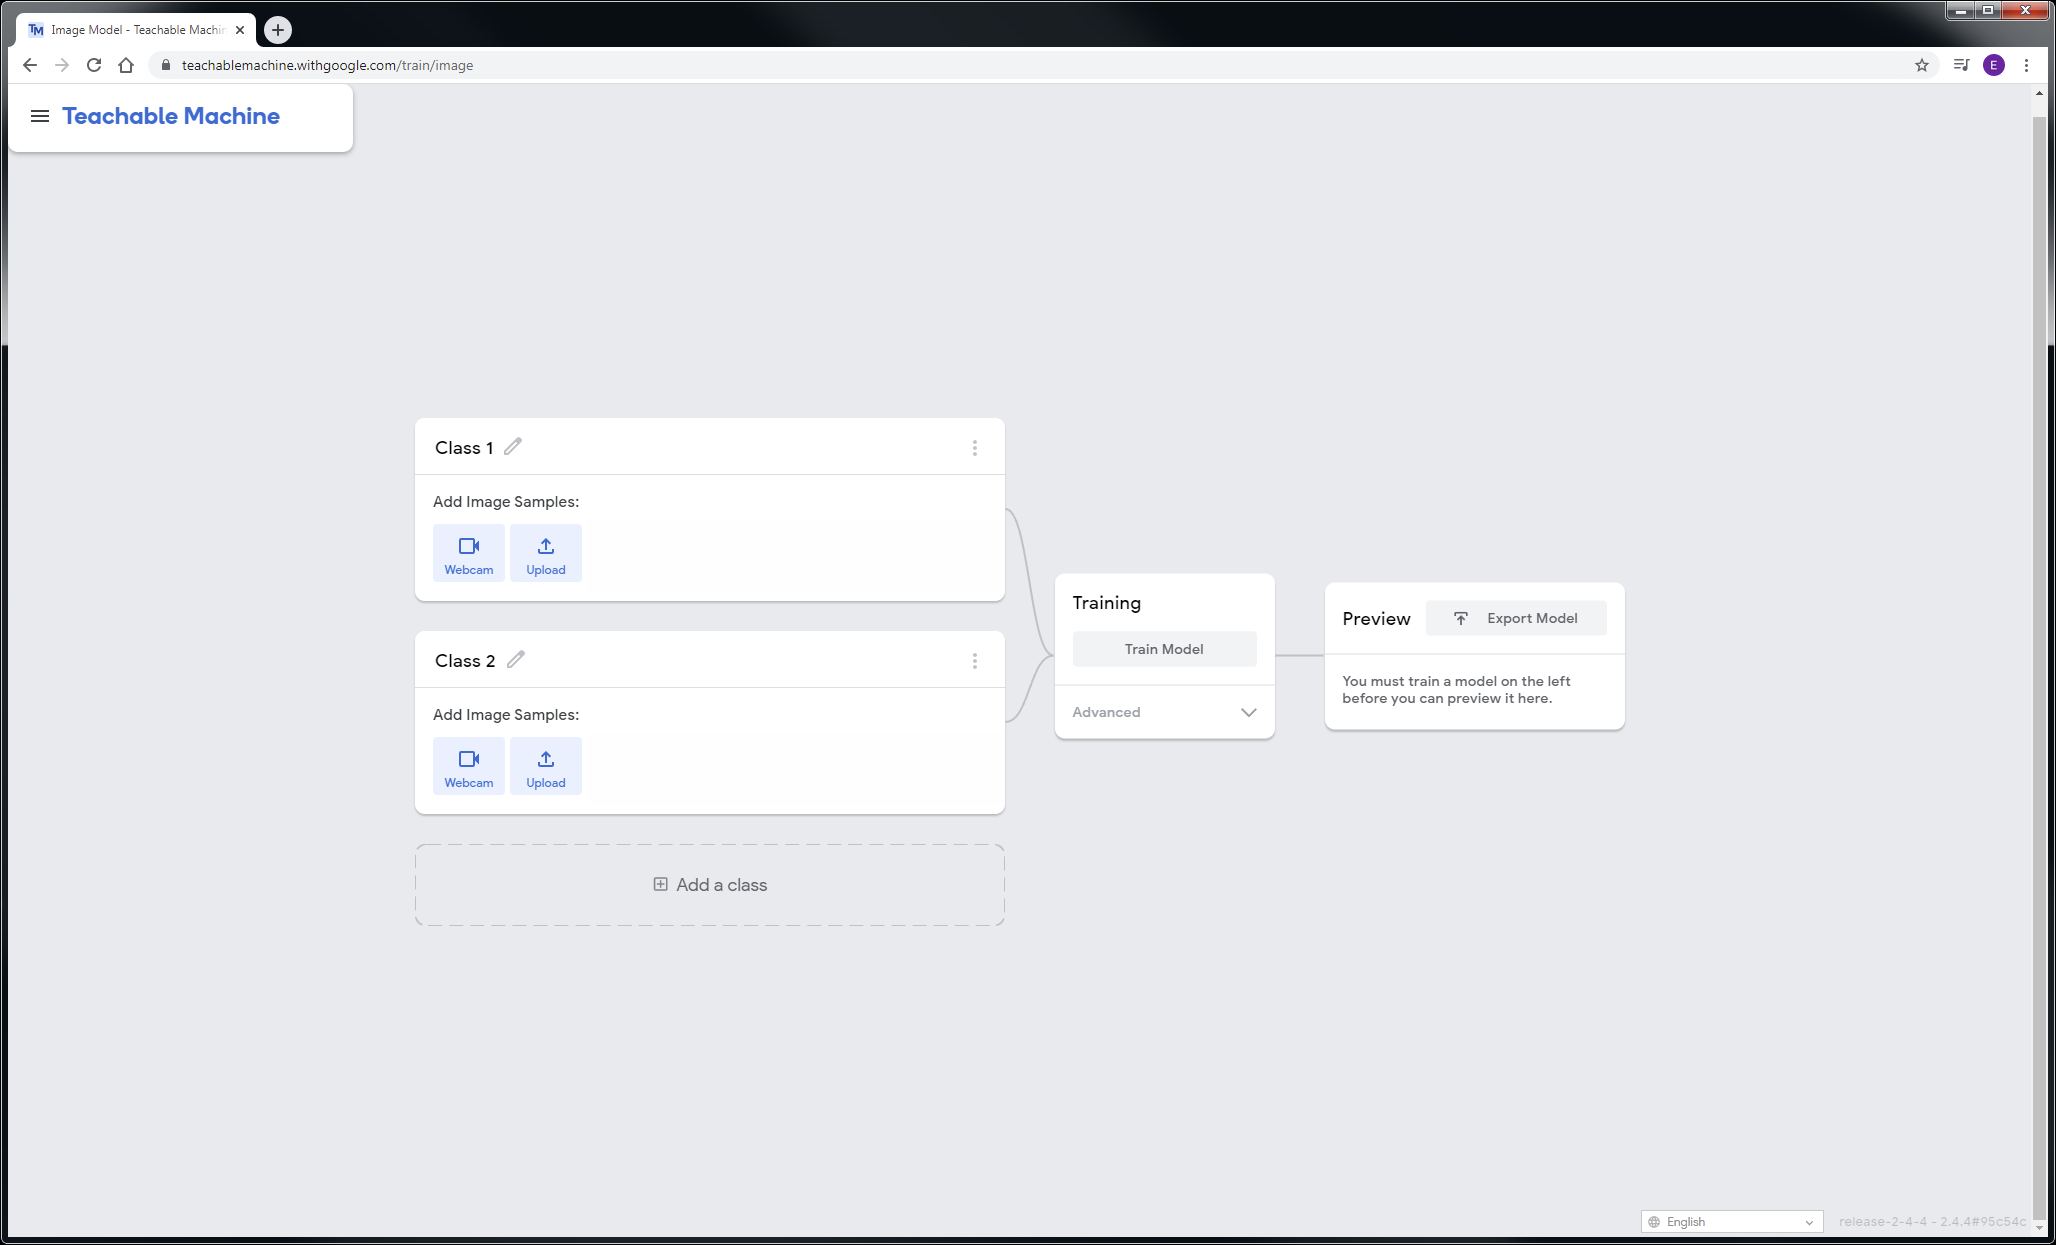 Image Model - Teachable Machin
teachablemachine.withgoogle.com/train/image
E
Teachable Machine
Class 1
Add Image Samples:
Webcam
Upload
Class 2
Add Image Samples:
Webcam
Upload
Add a class
Training
Train Model
Advanced
Preview
Export Model
You must train a model on the left
before you can preview it here.
English
release-2-4-4 - 2.4.4#95c54c